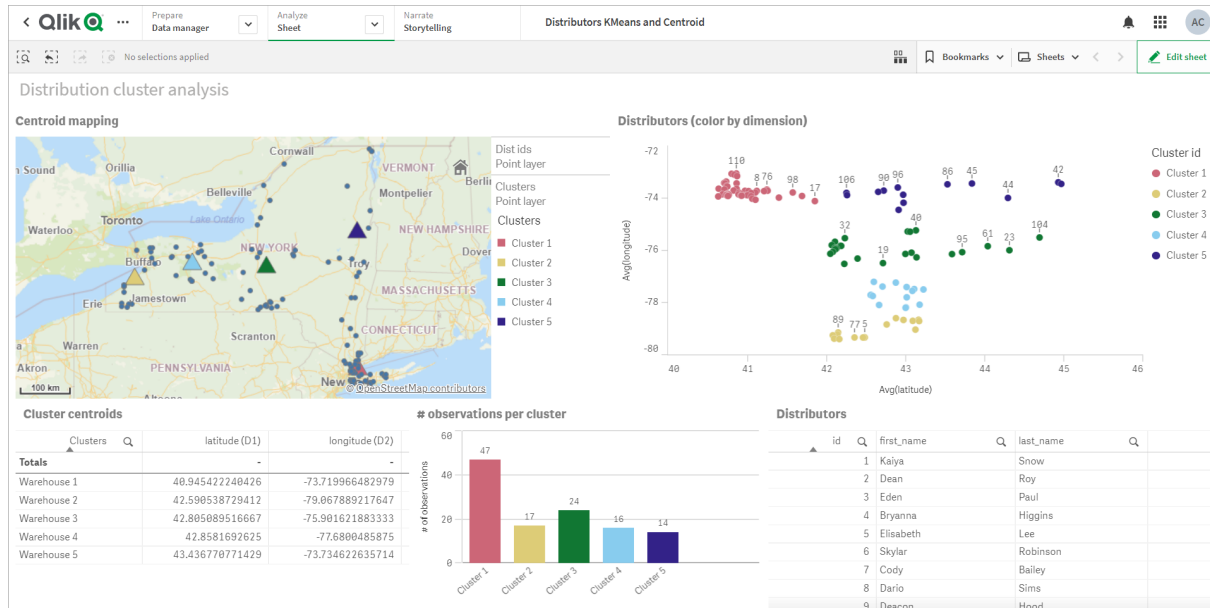 Qlik
Prepare
Data manager
Analyze
Sheet
Narrate
Storytelling
Distributors KMeans and Centroid
AC
No selections applied
Bookmarks
Sheets
Edit sheet
Distribution cluster analysis
Centroid mapping
n Sound
Orillia
Cornwall
VERMONT
Berlin
Belleville
Montpelier
Toronto
Lake Ontario
Waterloo
NEW YORK
NEW HAMPSHIRE
Dover
Buffalo
Troy
MASSACHUSETTS
Erie
Jamestown
CONNECTICUT
Scranton
Warren
Akron
PENNSYLVANIA
New
100 km
Altoona
© OpenStreetMap contributors
Dist ids
Point layer
Clusters
Point layer
Clusters
Cluster 1
Cluster 2
Cluster 3
Cluster 4
Cluster 5
Distributors (color by dimension)
-72
-74
-76
-78
-80
Avg(longitude)
110
8 76
98
17
106
90 96
86
45
44
42
32
19
40
95
61
23
104
89
77 5
40
41
42
43
44
45
46
Avg(latitude)
Cluster id
Cluster 1
Cluster 2
Cluster 3
Cluster 4
Cluster 5
Cluster centroids
Clusters latitude (D1) longitude (D2)
Totals - -
Warehouse 1 40.945422240426 -73.719966482979
Warehouse 2 42.590538729412 -79.067889217647
Warehouse 3 42.805089516667 -75.901621883333
Warehouse 4 42.8581692625 -77.6800485875
Warehouse 5 43.436770771429 -73.734622635714
# observations per cluster
# of observations
60
40
20
0
47
17
24
16
14
Cluster 1
Cluster 2
Cluster 3
Cluster 4
Cluster 5
Distributors
id first_name last_name
1 Kaiya Snow
2 Dean Roy
3 Eden Paul
4 Bryanna Higgins
5 Elisabeth Lee
6 Skylar Robinson
7 Cody Bailey
8 Dario Sims
9 Deacon Hood